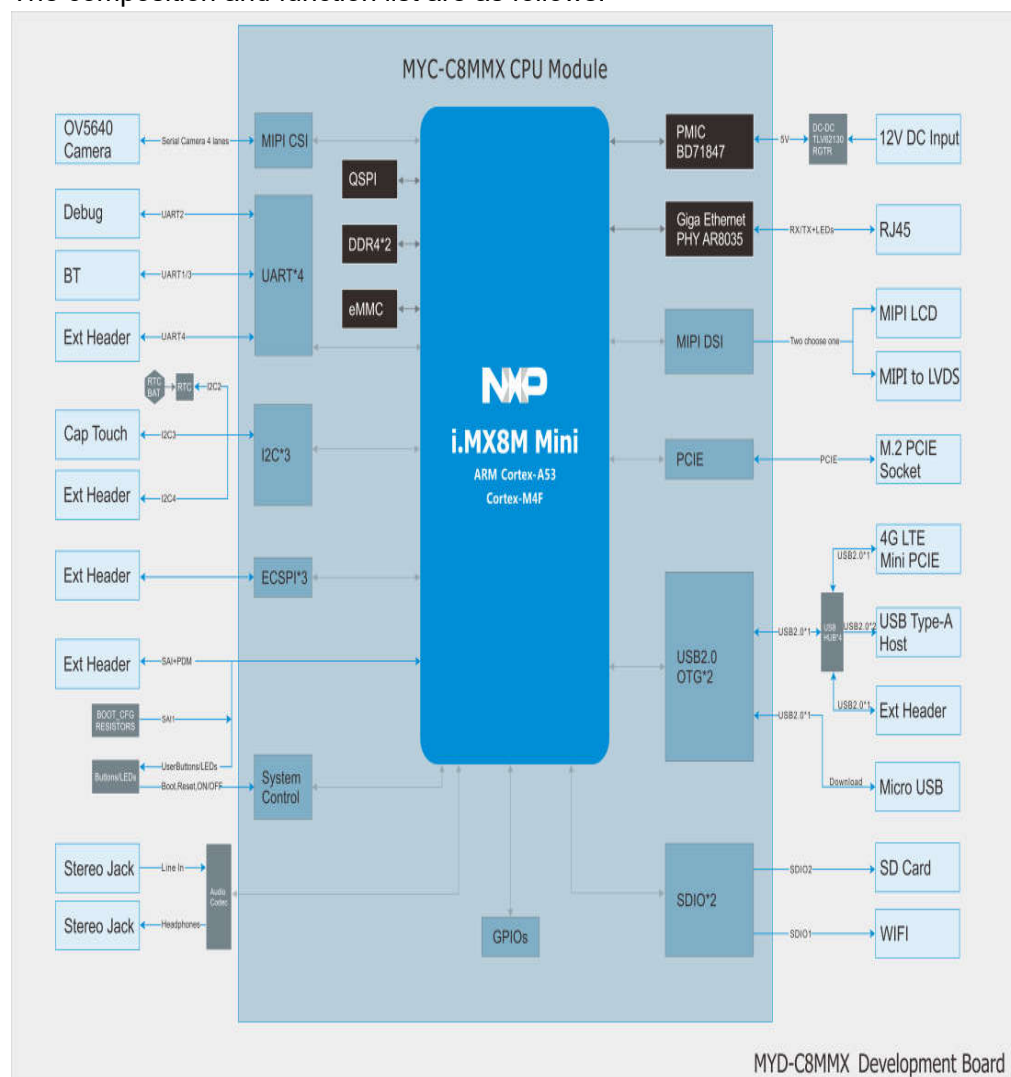 The composition and function list are as follows:
MYC-C8MMX CPU Module
OV5640
Camera
Serial Camera 4 lanes
MIPI CSI
Debug
UART2
BT
UART1/3
UART*4
Ext Header
UART4
RTC
BAT
RTC
I2C2
Cap Touch
I2C3
I2C*3
Ext Header
I2C4
Ext Header
ECSPI*3
Ext Header
SAI+PDM
BOOT_CFG
RESISTORS
SAI1
Buttons/LEDs
UserButtons/LEDs
Boot,Reset,ON/OFF
System
Control
Stereo Jack
Line In
Audio
Codec
Stereo Jack
Headphones
QSPI
DDR4*2
eMMC
NXP
i.MX8M Mini
ARM Cortex-A53
Cortex-M4F
GPIOs
PMIC
BD71847
5V
DC-DC
TLV62130
RGTR
12V DC Input
Giga Ethernet
PHY AR8035
RX/TX+LEDs
RJ45
MIPI DSI
Two choose one
MIPI LCD
MIPI to LVDS
PCIE
PCIE
M.2 PCIE
Socket
USB2.0
OTG*2
USB2.0*1
USB
HUB*4
USB2.0*1
4G LTE
Mini PCIE
USB2.0*2
USB Type-A
Host
USB2.0*1
Ext Header
USB2.0*1
Download
Micro USB
SDIO*2
SDIO2
SD Card
SDIO1
WIFI
MYD-C8MMX Development Board